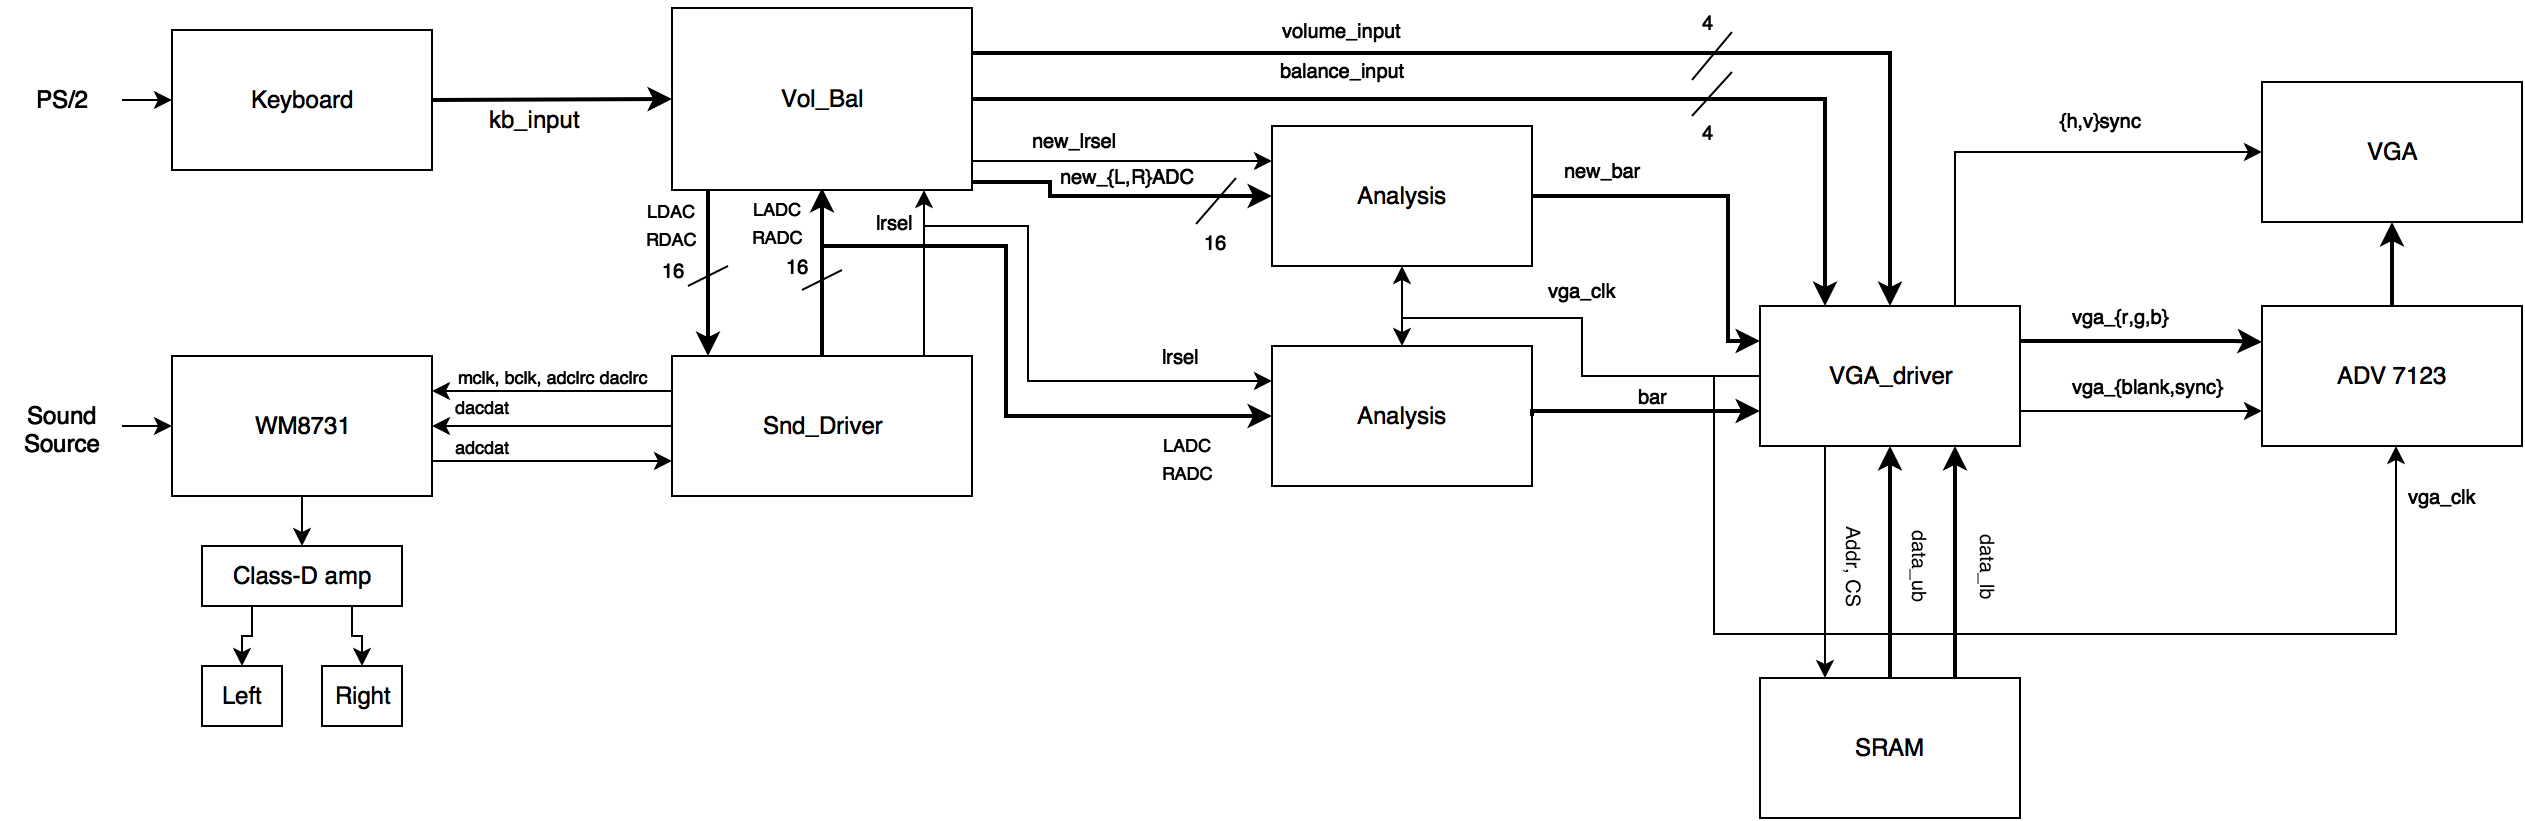 volume_input
4
balance_input
4
PS/2
Keyboard
kb_input
Vol_Bal
new_lrsel
new_{L,R}ADC
16
Analysis
new_bar
{h,v}sync
VGA
LDAC
RDAC
16
LADC
RADC
16
lrsel
vga_clk
lrsel
LADC
RADC
Analysis
bar
VGA_driver
vga_{r,g,b}
vga_{blank,sync}
ADV 7123
vga_clk
Sound
Source
WM8731
mclk, bclk, adclrc daclrc
dacdat
adcdat
Snd_Driver
Class-D amp
Left
Right
Addr, CS
data_ub
data_lb
SRAM